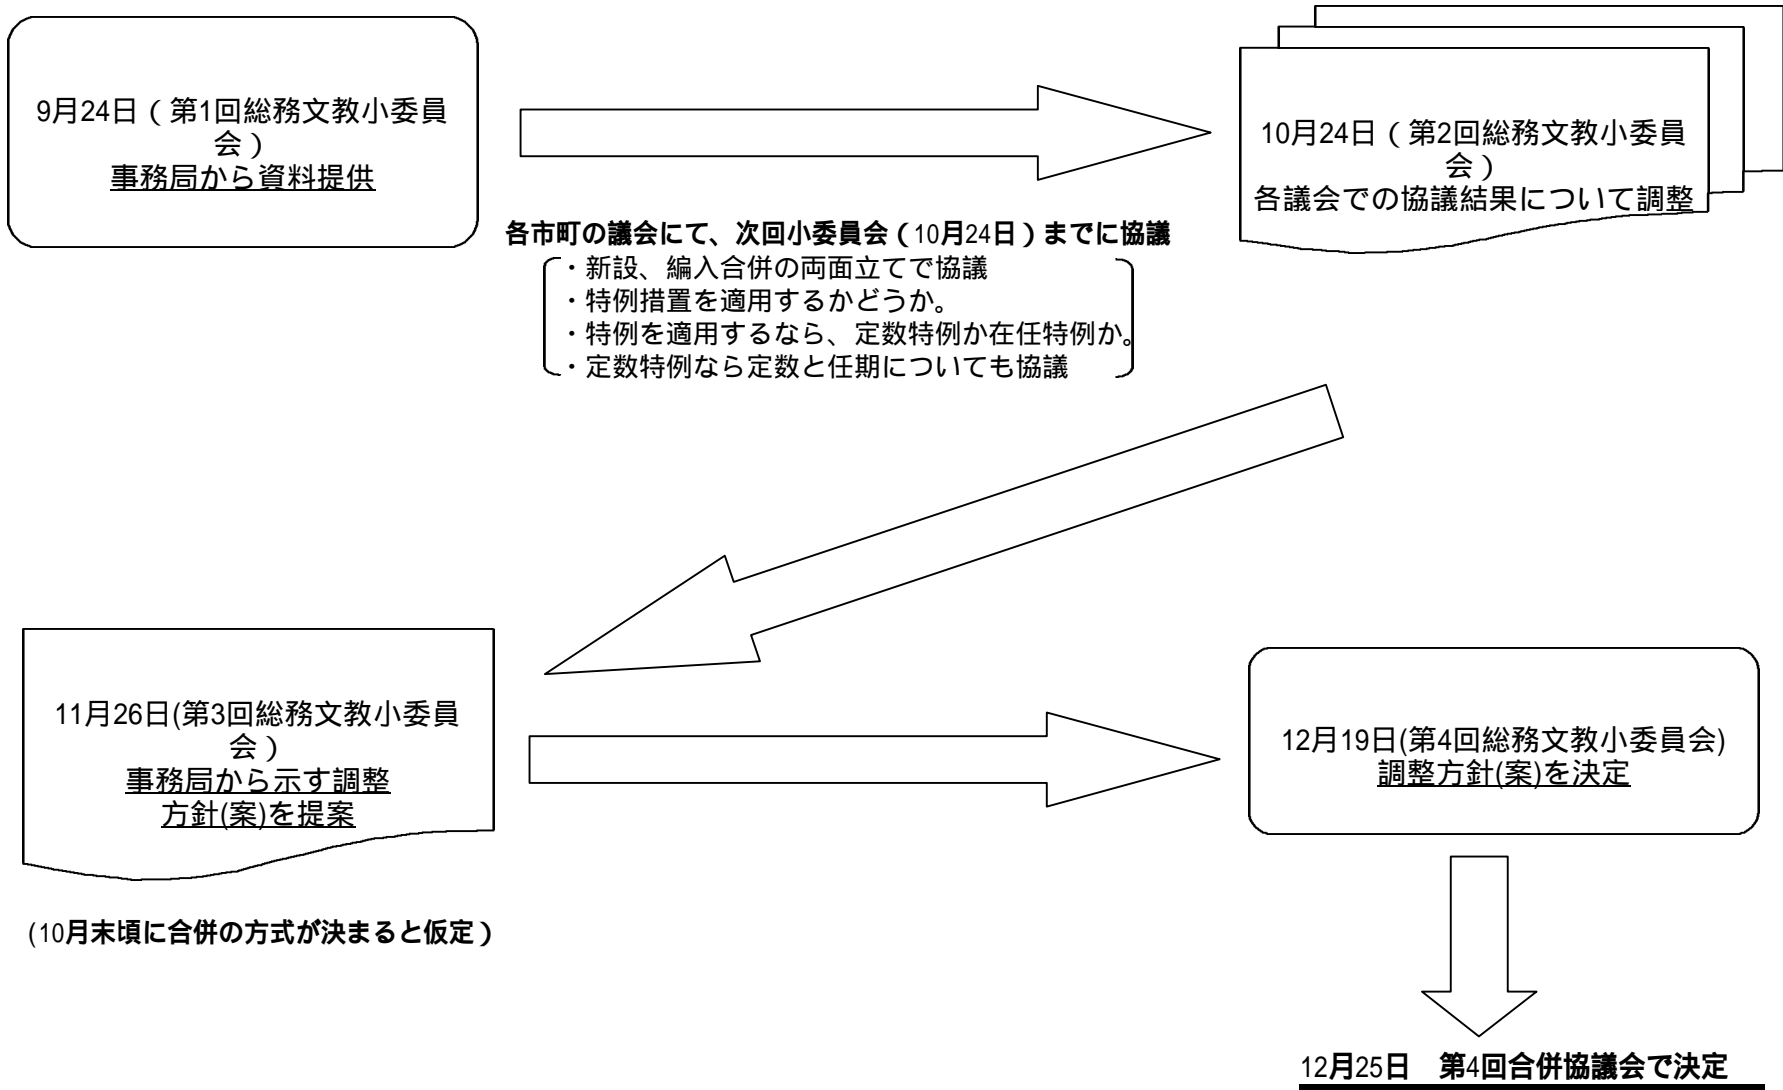 9月24日（第1回総務文教小委員
会）
事務局から資料提供
10月24日（第2回総務文教小委員
会）
各議会での協議結果について調整
各市町の議会にて、次回小委員会（10月24日）までに協議
・新設、編入合併の両面立てで協議
・特例措置を適用するかどうか。
・特例を適用するなら、定数特例か在任特例か。
・定数特例なら定数と任期についても協議
11月26日(第3回総務文教小委員
会）
事務局から示す調整
方針(案)を提案
(10月末頃に合併の方式が決まると仮定）
12月19日(第4回総務文教小委員会)
調整方針(案)を決定
12月25日　第4回合併協議会で決定